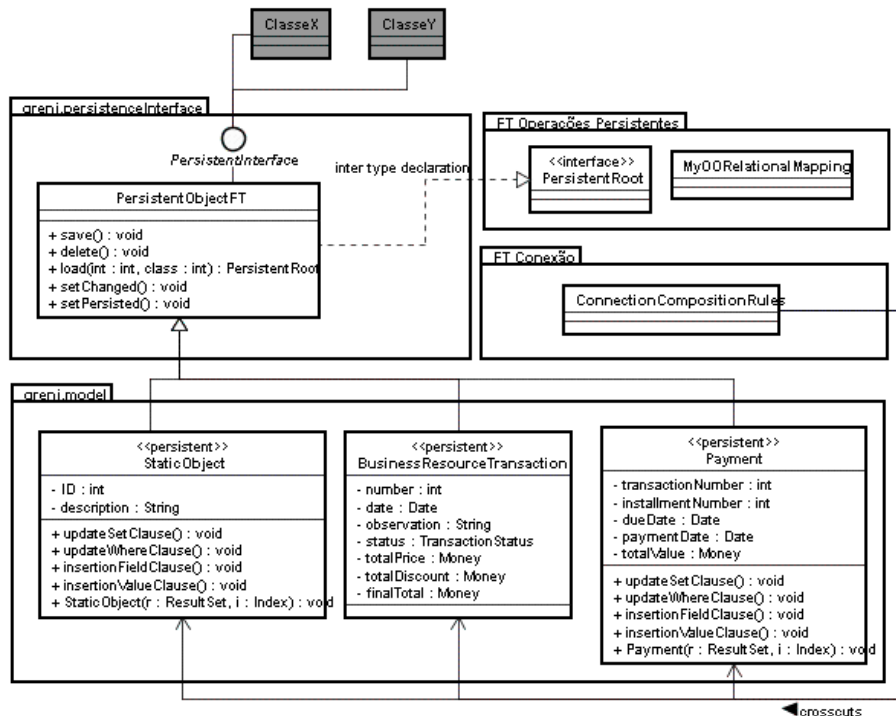 ClasseX
ClasseY
grenj.persistenceInterface
PersistentInterface
PersistentObjectFT
+ save() : void
+ delete() : void
+ load(int : int, class : int) : PersistentRoot
+ setChanged() : void
+ setPersisted() : void
inter type declaration
FT Operações Persistentes
<<interface>>
PersistentRoot
MyOORelationalMapping
FT Conexão
ConnectionCompositionRules
grenj.model
<<persistent>>
StaticObject
- ID : int
- description : String
+ updateSetClause() : void
+ updateWhereClause() : void
+ insertionFieldClause() : void
+ insertionValueClause() : void
+ StaticObject(r : ResultSet, i : Index) : void
<<persistent>>
BusinessResourceTransaction
- number : int
- date : Date
- observation : String
- status : TransactionStatus
- totalPrice : Money
- totalDiscount : Money
- finalTotal : Money
<<persistent>>
Payment
- transactionNumber : int
- installmentNumber : int
- dueDate : Date
- paymentDate : Date
- totalValue : Money
+ updateSetClause() : void
+ updateWhereClause() : void
+ insertionFieldClause() : void
+ insertionValueClause() : void
+ Payment(r : ResultSet, i : Index) : void
crosscuts